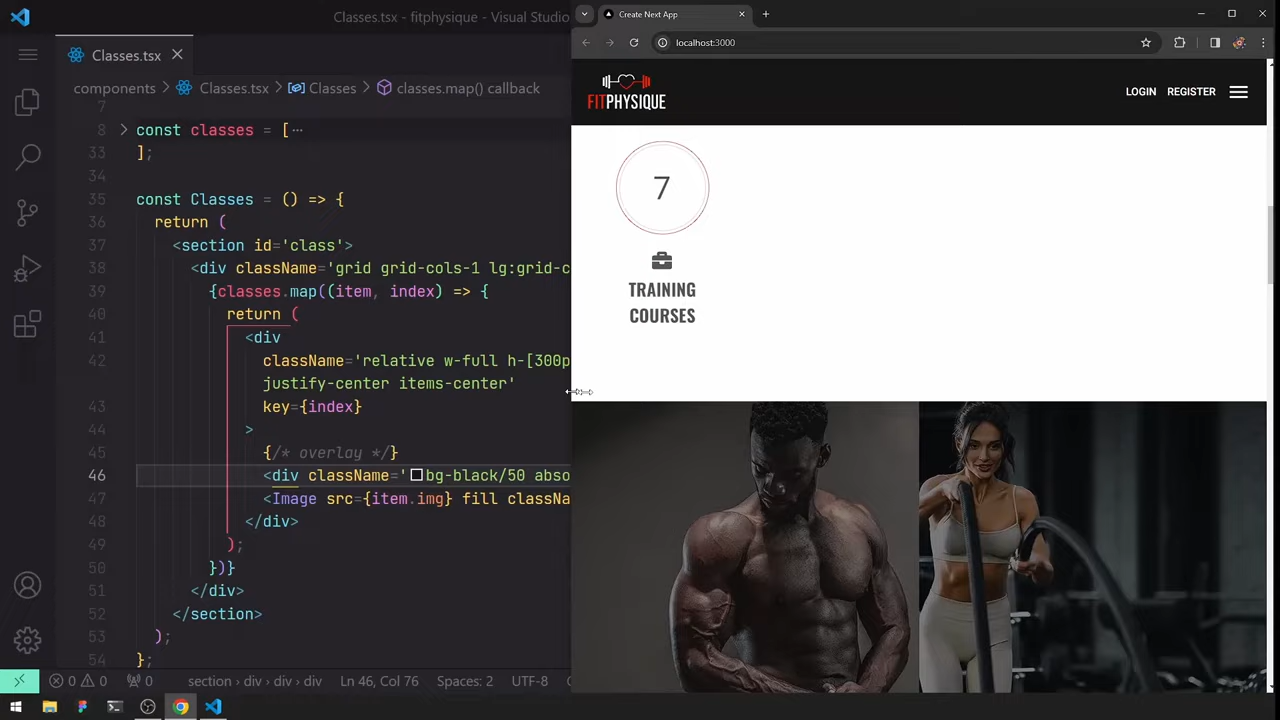 Classes.tsx - fitphysique - Visual Studio
Classes.tsx
components > Classes.tsx > Classes > classes.map() callback
7
8 const classes = [ ···
33 ];
34
35 const Classes = () => {
36 return (
37 <section id='class'>
38 <div className='grid grid-cols-1 lg:grid-c
39 {classes.map((item, index) => {
40 return (
41 <div
42 className='relative w-full h-[300p
justify-center items-center'
43 key={index}
44 >
45 {/* overlay */}
46 <div className='bg-black/50 abso
47 <Image src={item.img} fill classNa
48 </div>
49 );
50 })}
51 </div>
52 </section>
53 );
54 };
0 0 0 section > div > div > div Ln 46, Col 76 Spaces: 2 UTF-8
Create Next App
localhost:3000
FITPHYSIQUE
LOGIN REGISTER
7
TRAINING
COURSES